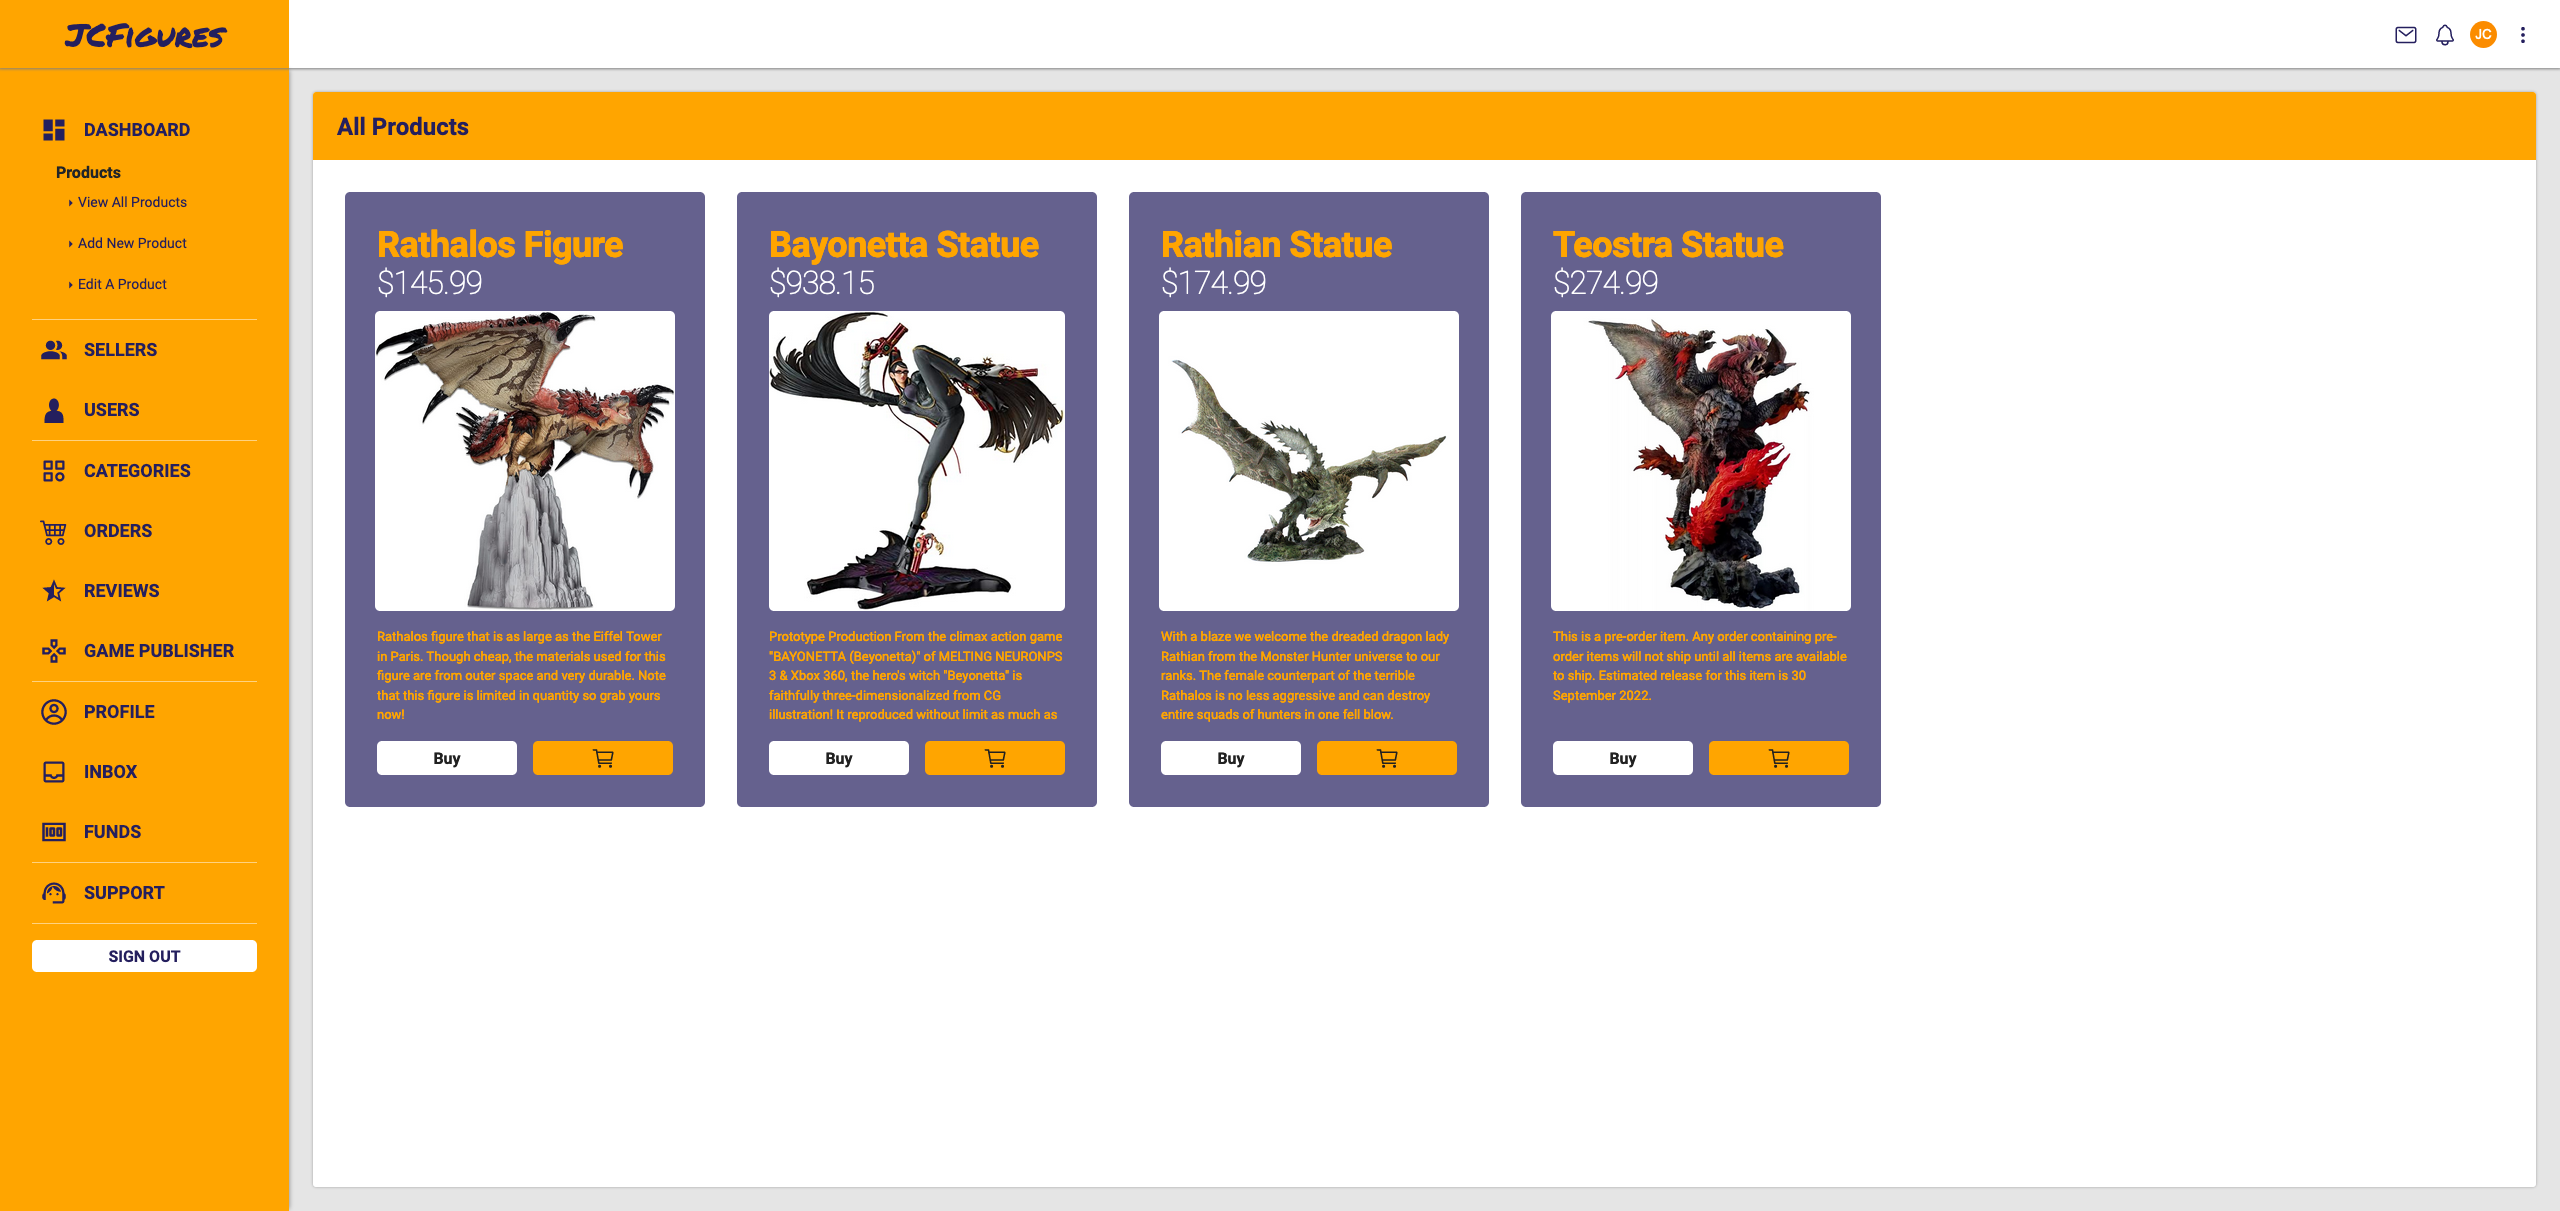 JCFIGURES
JC
DASHBOARD
Products
View All Products
Add New Product
Edit A Product
SELLERS
USERS
CATEGORIES
ORDERS
REVIEWS
GAME PUBLISHER
PROFILE
INBOX
FUNDS
SUPPORT
SIGN OUT
All Products
Rathalos Figure
$145.99
Rathalos figure that is as large as the Eiffel Tower
in Paris. Though cheap, the materials used for this
figure are from outer space and very durable. Note
that this figure is limited in quantity so grab yours
now!
Buy
Bayonetta Statue
$938.15
Prototype Production From the climax action game
"BAYONETTA (Beyonetta)" of MELTING NEURONPS
3 & Xbox 360, the hero's witch "Beyonetta" is
faithfully three-dimensionalized from CG
illustration! It reproduced without limit as much as
Buy
Rathian Statue
$174.99
With a blaze we welcome the dreaded dragon lady
Rathian from the Monster Hunter universe to our
ranks. The female counterpart of the terrible
Rathalos is no less aggressive and can destroy
entire squads of hunters in one fell blow.
Buy
Teostra Statue
$274.99
This is a pre-order item. Any order containing pre-
order items will not ship until all items are available
to ship. Estimated release for this item is 30
September 2022.
Buy